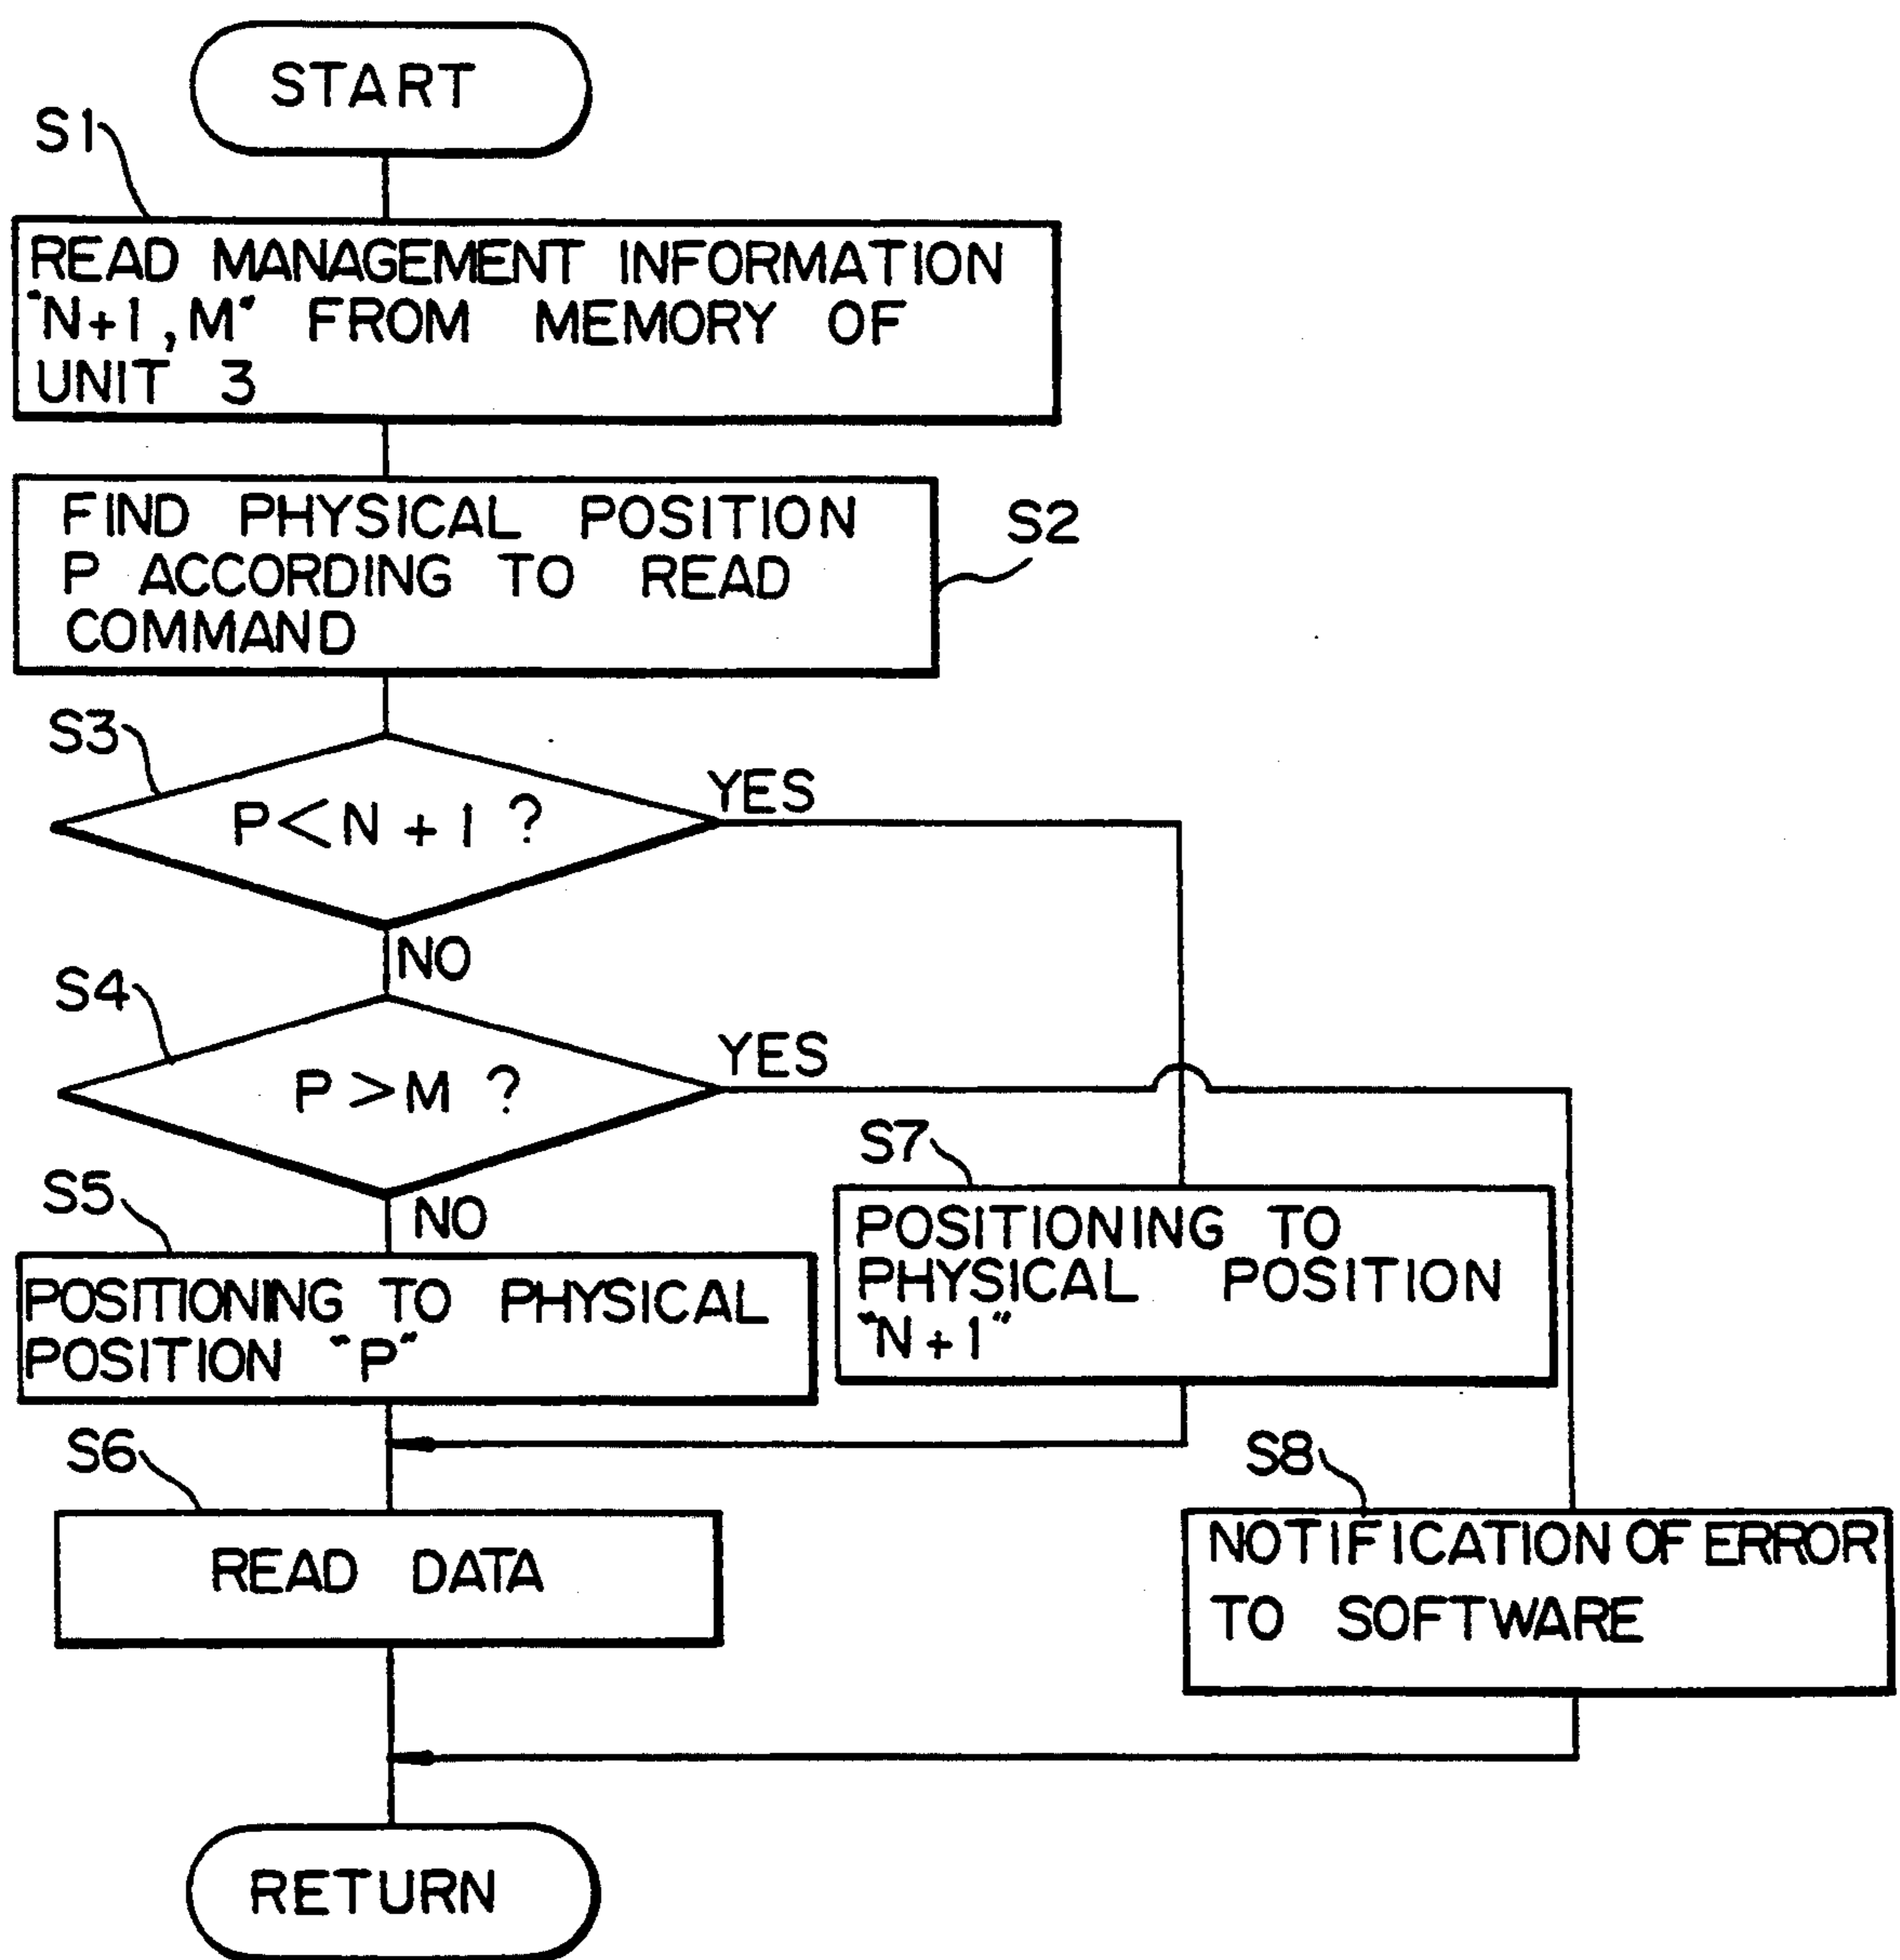 START
S1
READ MANAGEMENT INFORMATION
"N+1,M" FROM MEMORY OF
UNIT 3
FIND PHYSICAL POSITION
P ACCORDING TO READ
COMMAND
S2
S3
P<N+1 ?
YES
NO
S4
P>M ?
YES
NO
S5
POSITIONING TO PHYSICAL
POSITION "P"
S7
POSITIONING TO
PHYSICAL POSITION
"N+1"
S6
READ DATA
S8
NOTIFICATION OF ERROR
TO SOFTWARE
RETURN